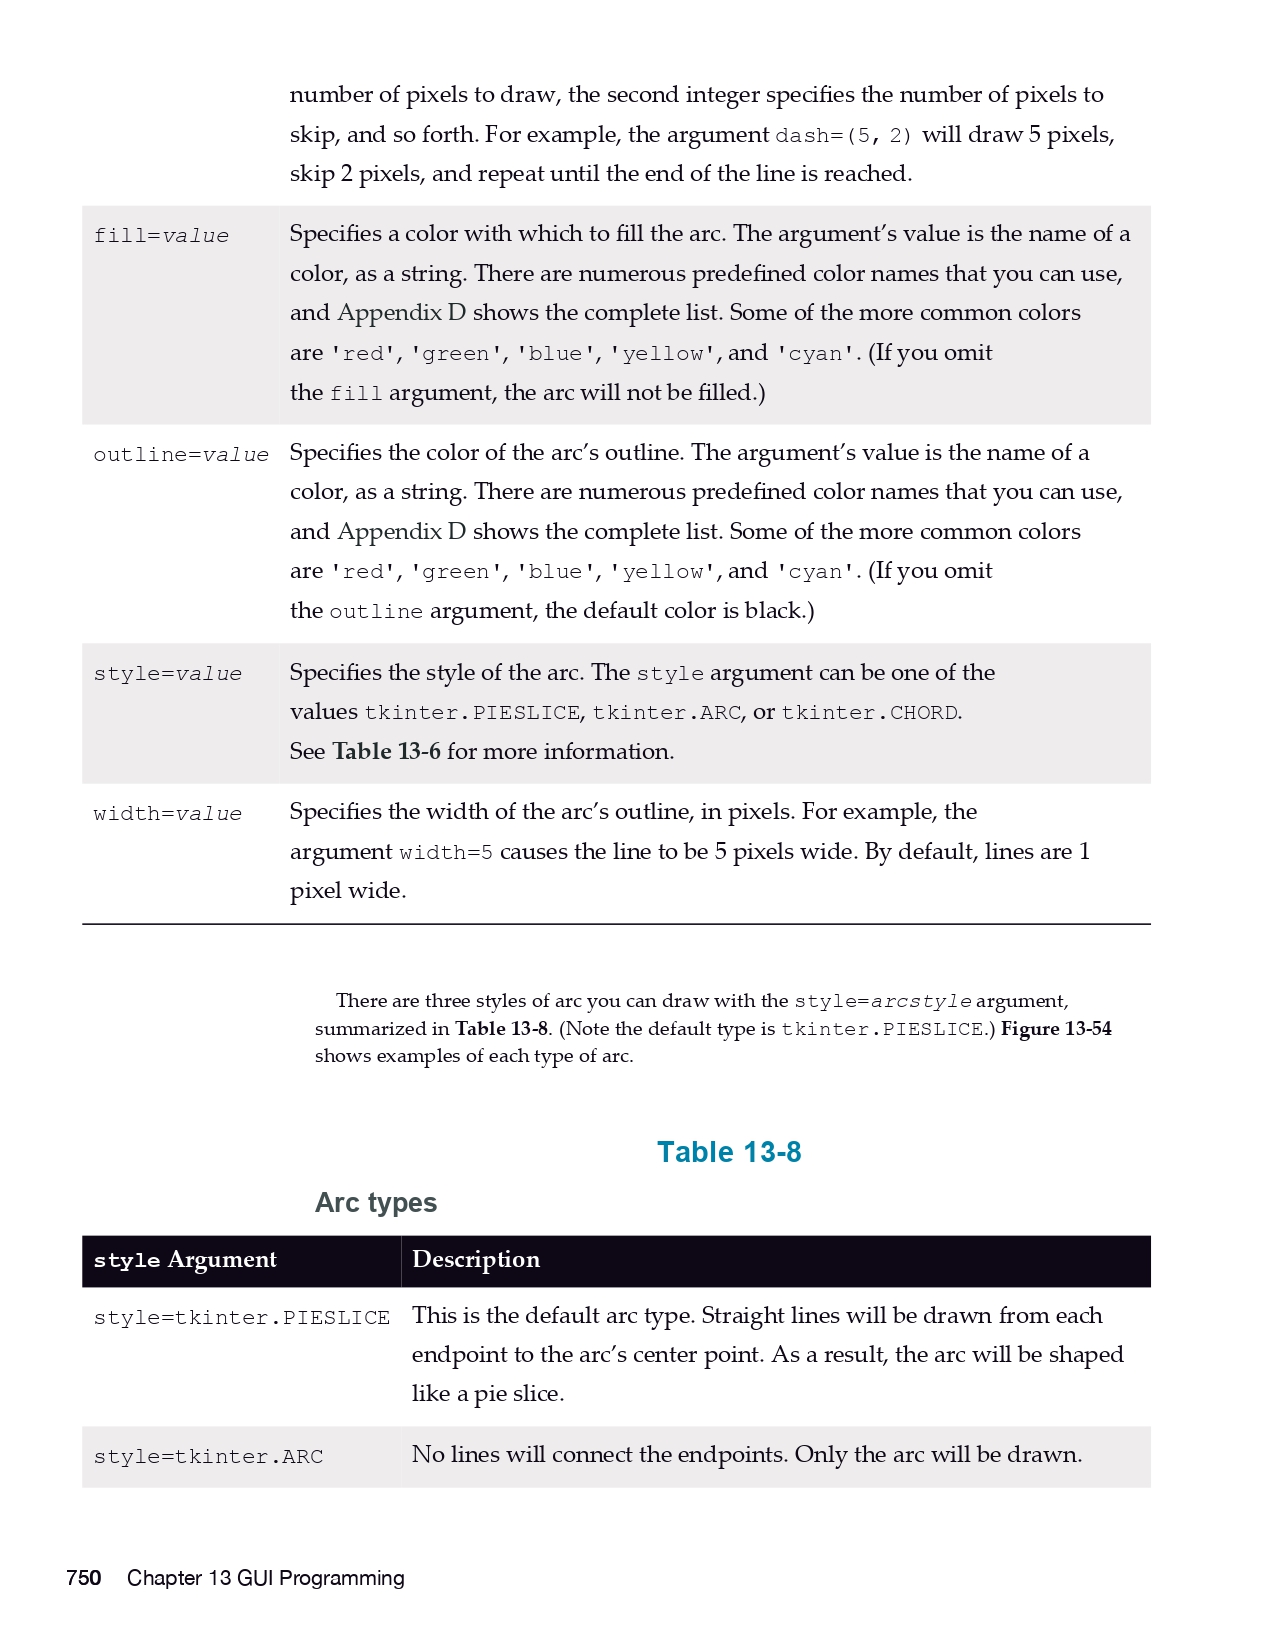 number of pixels to draw, the second integer specifies the number of pixels to
skip, and so forth. For example, the argument dash=(5, 2) will draw 5 pixels,
skip 2 pixels, and repeat until the end of the line is reached.
fill=value Specifies a color with which to fill the arc. The argument’s value is the name of a
color, as a string. There are numerous predefined color names that you can use,
and Appendix D shows the complete list. Some of the more common colors
are 'red', 'green', 'blue', 'yellow', and 'cyan'. (If you omit
the fill argument, the arc will not be filled.)
outline=value Specifies the color of the arc’s outline. The argument’s value is the name of a
color, as a string. There are numerous predefined color names that you can use,
and Appendix D shows the complete list. Some of the more common colors
are 'red', 'green', 'blue', 'yellow', and 'cyan'. (If you omit
the outline argument, the default color is black.)
style=value Specifies the style of the arc. The style argument can be one of the
values tkinter.PIESLICE, tkinter.ARC, or tkinter.CHORD.
See Table 13-6 for more information.
width=value Specifies the width of the arc’s outline, in pixels. For example, the
argument width=5 causes the line to be 5 pixels wide. By default, lines are 1
pixel wide.
There are three styles of arc you can draw with the style=arcstyle argument,
summarized in Table 13-8. (Note the default type is tkinter.PIESLICE.) Figure 13-54
shows examples of each type of arc.
Table 13-8
Arc types
style Argument Description
style=tkinter.PIESLICE This is the default arc type. Straight lines will be drawn from each
endpoint to the arc’s center point. As a result, the arc will be shaped
like a pie slice.
style=tkinter.ARC No lines will connect the endpoints. Only the arc will be drawn.
750 Chapter 13 GUI Programming